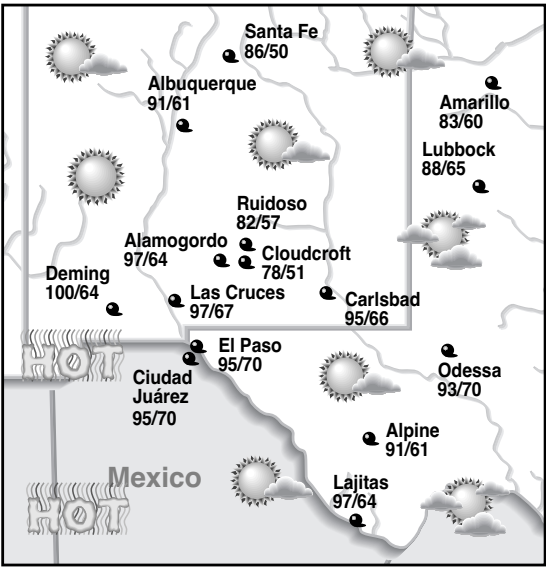 Santa Fe
86/50
Albuquerque
91/61
Amarillo
83/60
Lubbock
88/65
Ruidoso
82/57
Alamogordo
97/64
Cloudcroft
78/51
Deming
100/64
Las Cruces
97/67
Carlsbad
95/66
HOT
El Paso
95/70
Ciudad
Juárez
95/70
Odessa
93/70
Alpine
91/61
Mexico
Lajitas
97/64
HOT